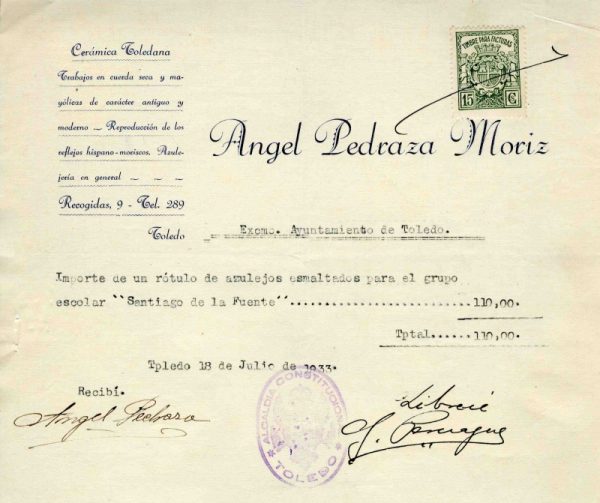 Cerámica Toledana
Trabajos en cuerda seca y ma-
yólicas de carácter antiguo y
moderno — Reproducción de los
reflejos hispano-moriscos. Azule-
jería en general — — —
Recogidas, 9 - Tel. 289
Toledo
TIMBRE PARA FACTURAS
15 C
Angel Pedraza Moriz
Excmo. Ayuntamiento de Toledo.
Importe de un rótulo de azulejos esmaltados para el grupo
escolar "Santiago de la Fuente"........................110,00.
Tptal......110,00.
Tpledo 18 de Julio de 1933.
Recibí.
Angel Pedraza
ALCALDIA CONSTITUCIONAL
TOLEDO